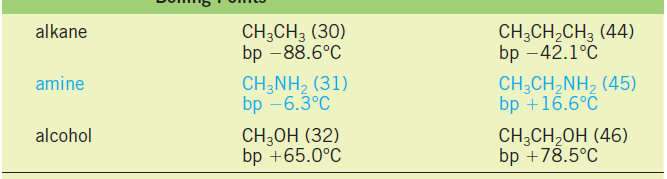 alkane CH₃CH₃ (30) CH₃CH₂CH₃ (44)
bp −88.6°C bp −42.1°C
amine CH₃NH₂ (31) CH₃CH₂NH₂ (45)
bp −6.3°C bp +16.6°C
alcohol CH₃OH (32) CH₃CH₂OH (46)
bp +65.0°C bp +78.5°C